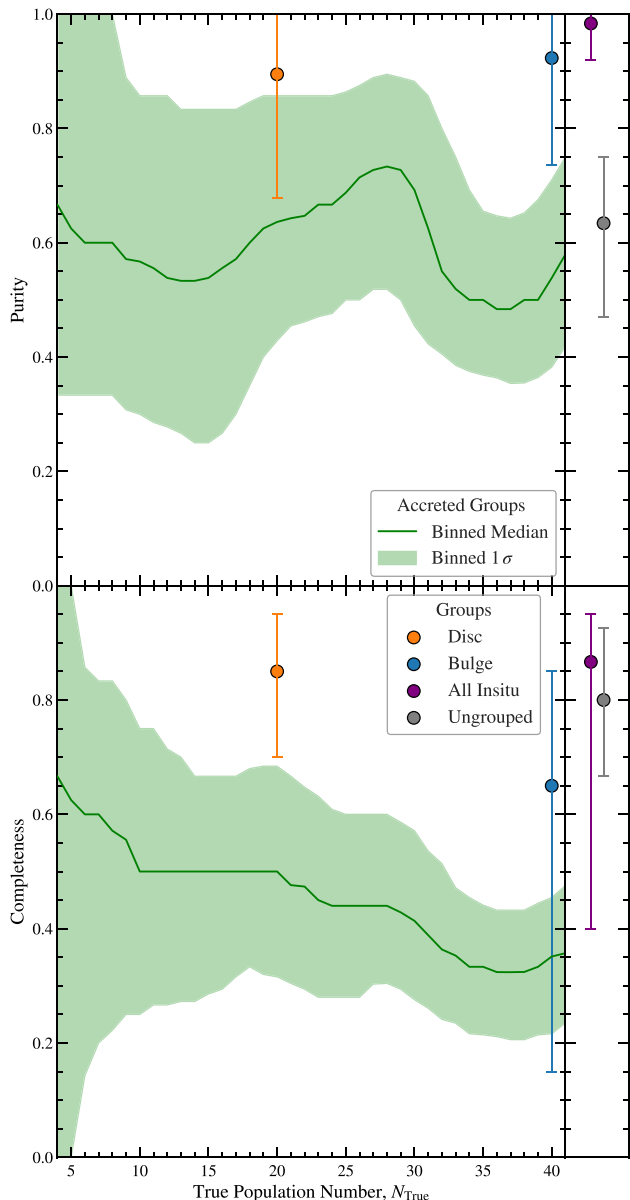 1.0
0.8
0.6
0.4
0.2
0.0
Purity
Accreted Groups
Binned Median
Binned 1σ
0.8
0.6
0.4
0.2
0.0
Completeness
Groups
Disc
Bulge
All Insitu
Ungrouped
5 10 15 20 25 30 35 40
True Population Number, N_True